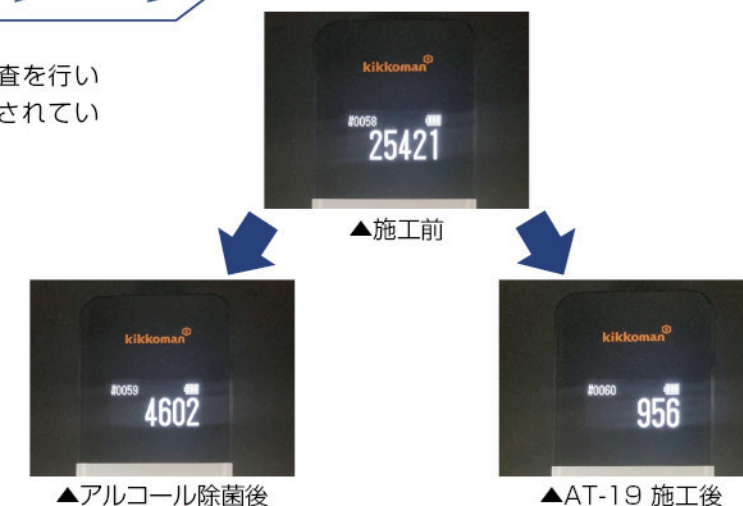 査を行い
されてい
kikkoman
#0058
25421
▲施工前
kikkoman
#0059
4602
▲アルコール除菌後
kikkoman
#0060
956
▲AT-19 施工後